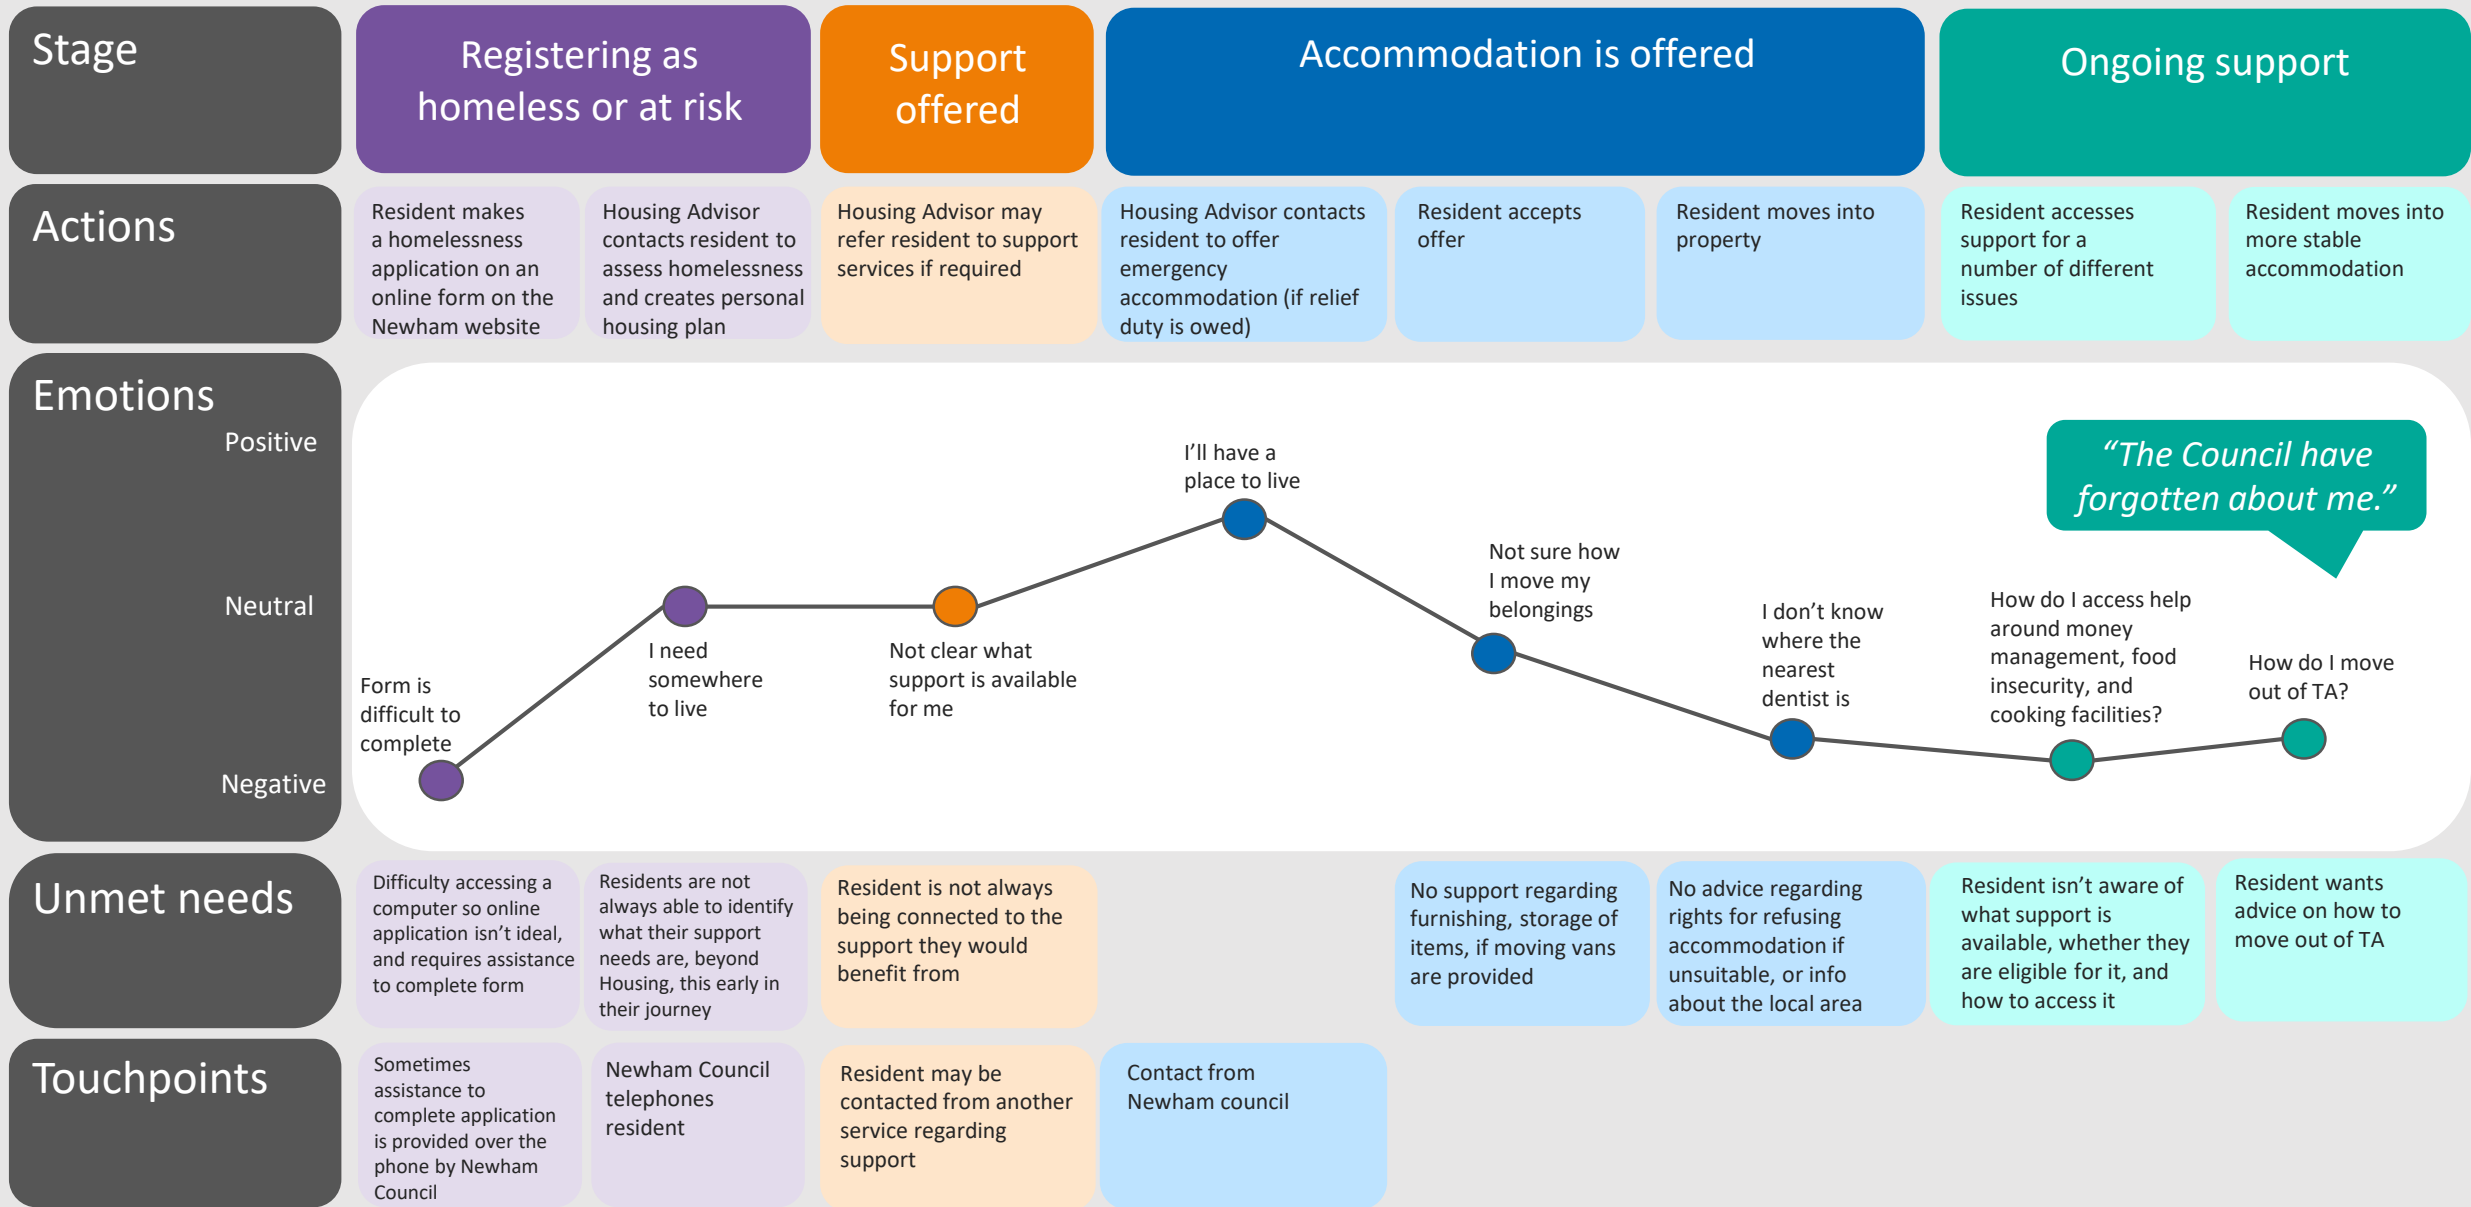 Stage
Registering as
homeless or at risk
Support
offered
Accommodation is offered
Ongoing support
Actions
Resident makes
a homelessness
application on an
online form on the
Newham website
Housing Advisor
contacts resident to
assess homelessness
and creates personal
housing plan
Housing Advisor may
refer resident to support
services if required
Housing Advisor contacts
resident to offer
emergency
accommodation (if relief
duty is owed)
Resident accepts
offer
Resident moves into
property
Resident accesses
support for a
number of different
issues
Resident moves into
more stable
accommodation
Emotions
Positive
Neutral
Negative
Form is
difficult to
complete
I need
somewhere
to live
Not clear what
support is available
for me
I'll have a
place to live
Not sure how
I move my
belongings
I don't know
where the
nearest
dentist is
How do I access help
around money
management, food
insecurity, and
cooking facilities?
"The Council have
forgotten about me."
How do I move
out of TA?
Unmet needs
Difficulty accessing a
computer so online
application isn't ideal,
and requires assistance
to complete form
Residents are not
always able to identify
what their support
needs are, beyond
Housing, this early in
their journey
Resident is not always
being connected to the
support they would
benefit from
No support regarding
furnishing, storage of
items, if moving vans
are provided
No advice regarding
rights for refusing
accommodation if
unsuitable, or info
about the local area
Resident isn't aware of
what support is
available, whether they
are eligible for it, and
how to access it
Resident wants
advice on how to
move out of TA
Touchpoints
Sometimes
assistance to
complete application
is provided over the
phone by Newham
Council
Newham Council
telephones
resident
Resident may be
contacted from another
service regarding
support
Contact from
Newham council